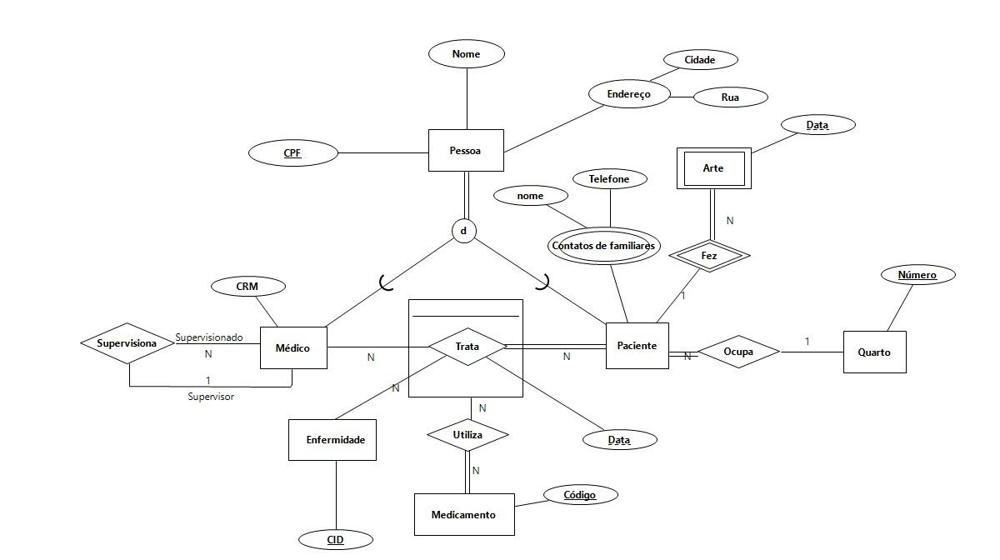 Nome
Cidade
Endereço
Rua
Data
CPF
Pessoa
Arte
Telefone
nome
N
d
Contatos de familiares
Fez
Número
CRM
1
Supervisiona
Supervisionado
N
Médico
N
Trata
N
Paciente
N
Ocupa
1
Quarto
1
Supervisor
N
N
Enfermidade
Utiliza
Data
N
Código
Medicamento
CID